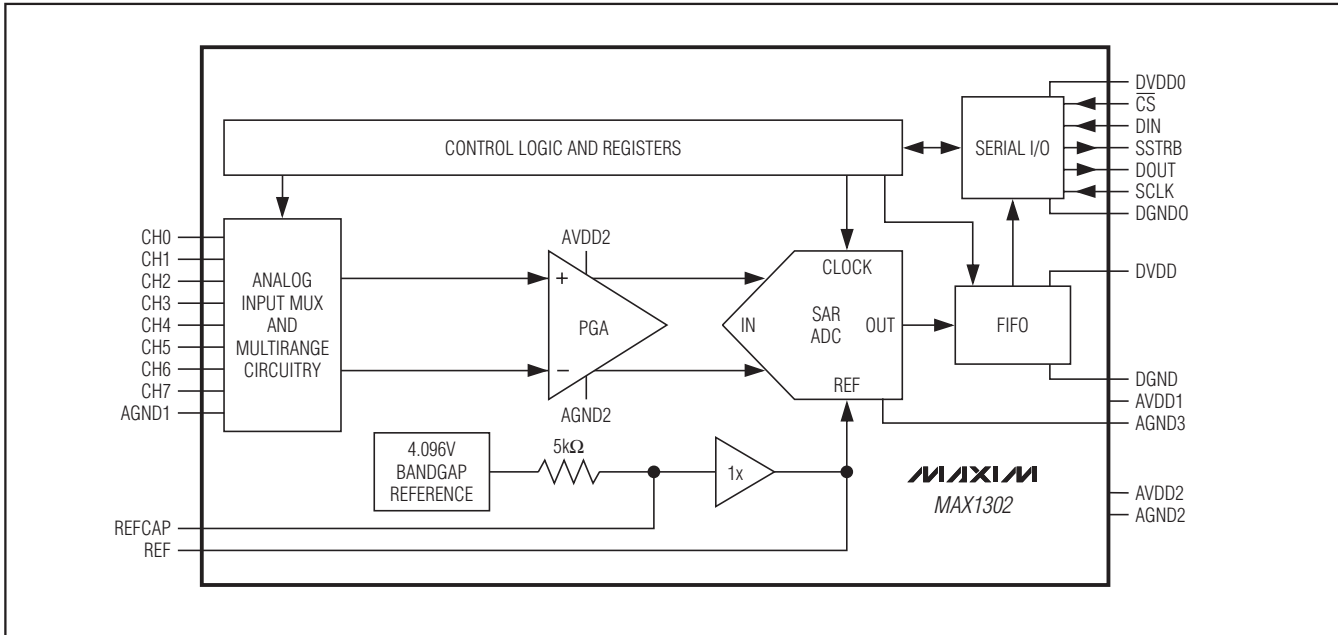 CONTROL LOGIC AND REGISTERS
SERIAL I/O
DVDD0
CS
DIN
SSTRB
DOUT
SCLK
DGNDO
CH0
CH1
CH2
CH3
CH4
CH5
CH6
CH7
AGND1
ANALOG
INPUT MUX
AND
MULTIRANGE
CIRCUITRY
AVDD2
+
PGA
−
AGND2
CLOCK
IN
SAR
ADC
OUT
REF
FIFO
DVDD
DGND
AVDD1
AGND3
4.096V
BANDGAP
REFERENCE
5kΩ
1x
MAXIM
MAX1302
AVDD2
AGND2
REFCAP
REF